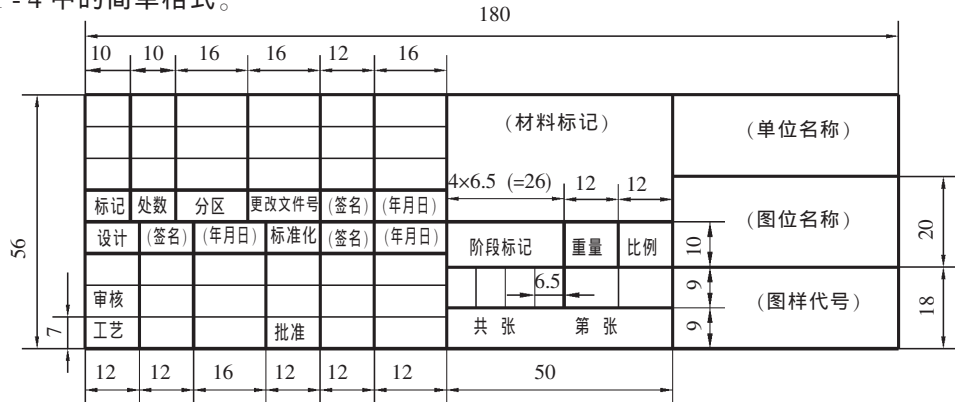 -4 中的简单格式。
180
10 10 16 16 12 16
(材料标记)
(单位名称)
4×6.5 (=26) 12 12
标记 处数 分区 更改文件号 (签名) (年月日)
(图位名称)
20
设计 (签名) (年月日) 标准化 (签名) (年月日)
阶段标记 重量 比例 10
56
6.5 9
审核
(图样代号)
18
7 工艺 批准
共 张 第 张 9
12 12 16 12 12 12 50